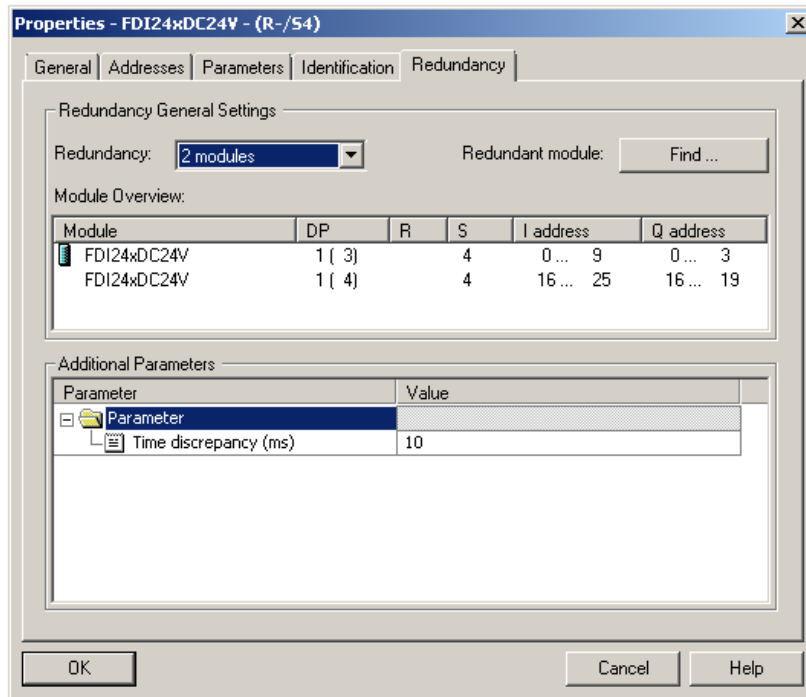 Properties - FDI24xDC24V - (R-/S4)
General Addresses Parameters Identification Redundancy
Redundancy General Settings
Redundancy: 2 modules Redundant module: Find ...
Module Overview:
Module DP R S I address Q address
FDI24xDC24V 1 ( 3) 4 0 ... 9 0 ... 3
FDI24xDC24V 1 ( 4) 4 16 ... 25 16 ... 19
Additional Parameters
Parameter Value
Parameter
Time discrepancy (ms) 10
OK Cancel Help